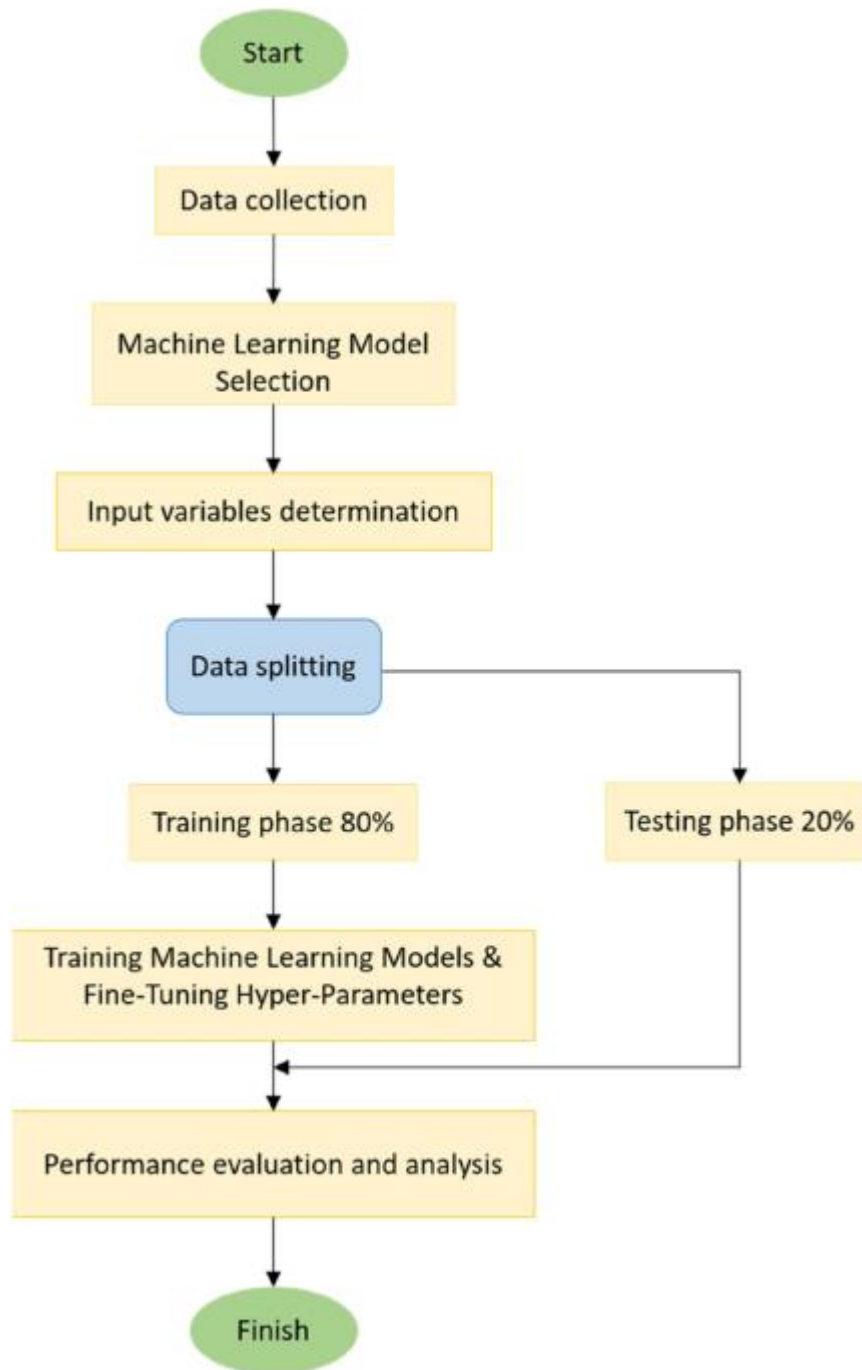 Start
Data collection
Machine Learning Model
Selection
Input variables determination
Data splitting
Training phase 80%
Testing phase 20%
Training Machine Learning Models &
Fine-Tuning Hyper-Parameters
Performance evaluation and analysis
Finish